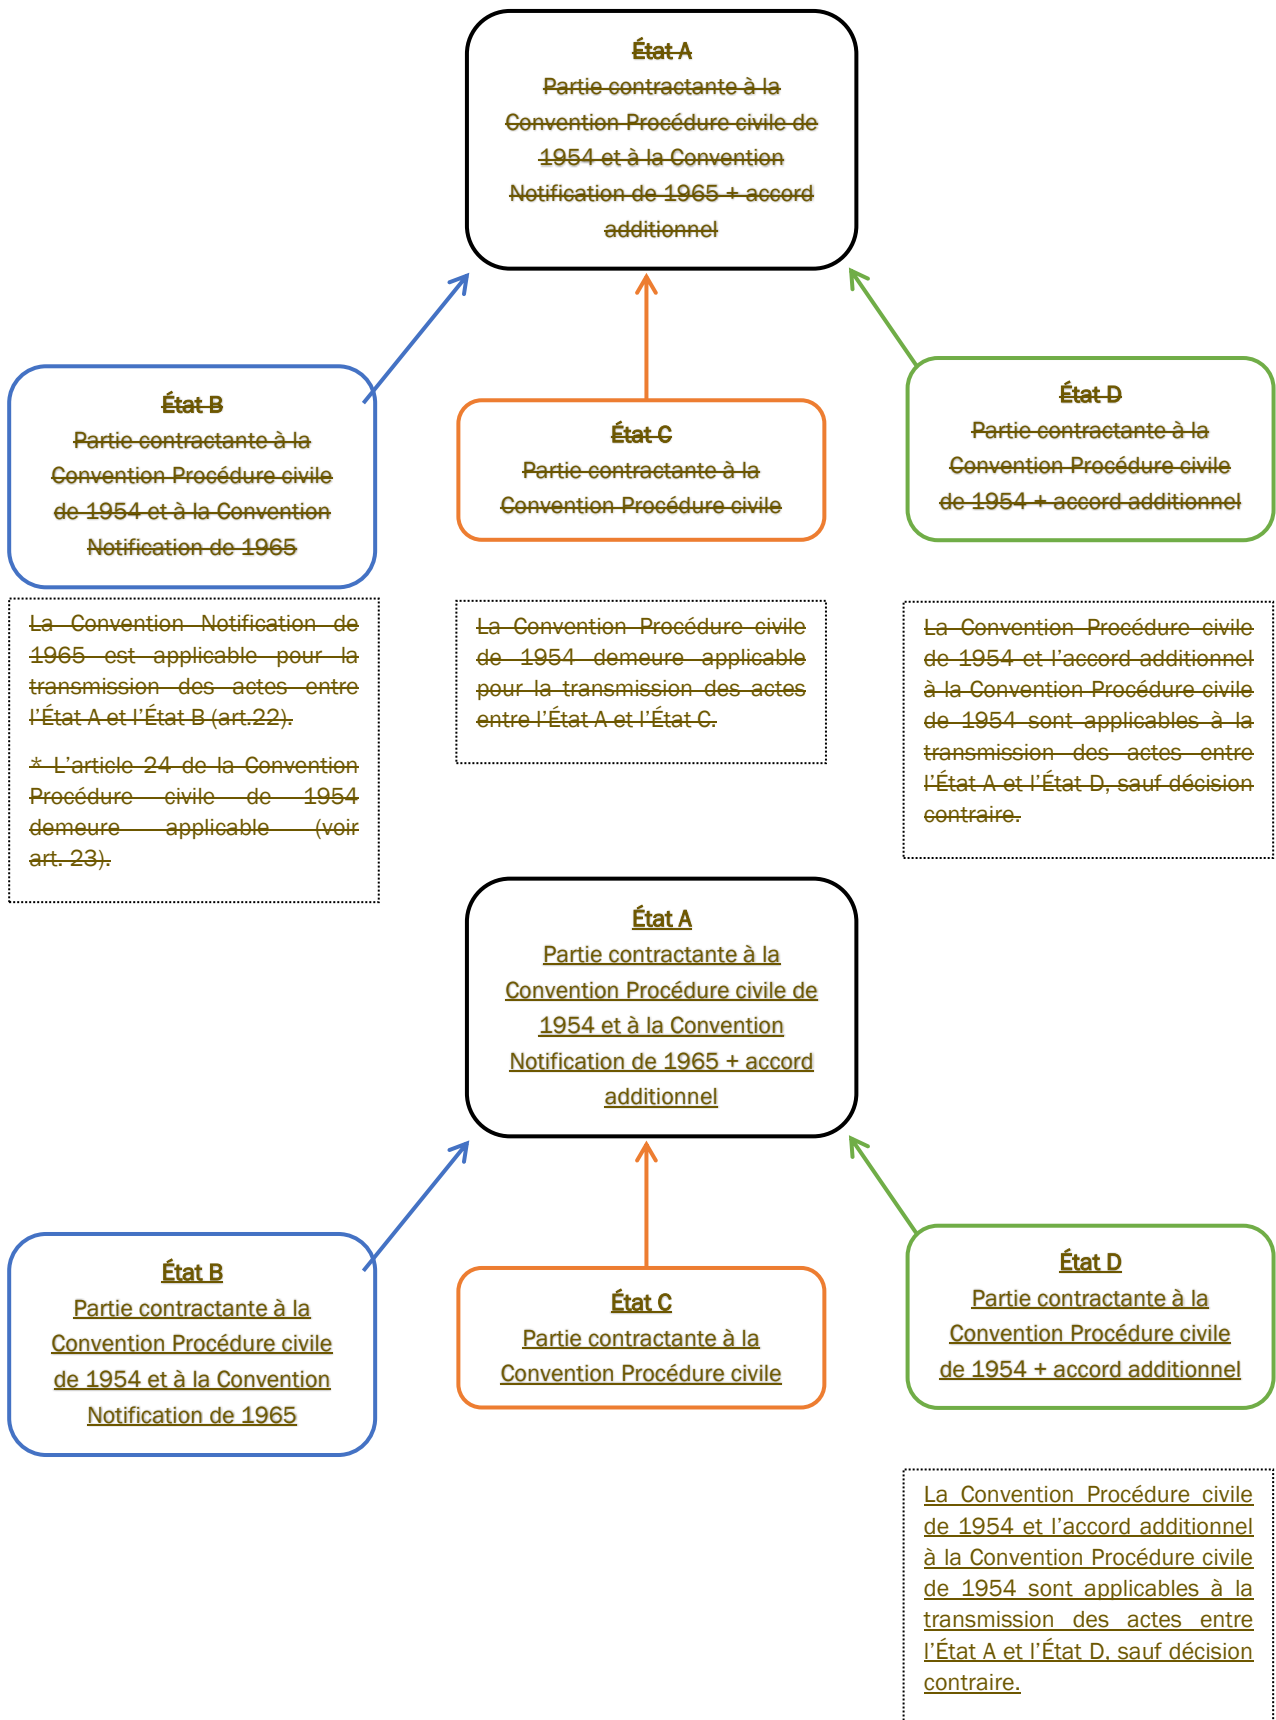 État A
Partie contractante à la
Convention Procédure civile de
1954 et à la Convention
Notification de 1965 + accord
additionnel
État B
Partie contractante à la
Convention Procédure civile
de 1954 et à la Convention
Notification de 1965
État C
Partie contractante à la
Convention Procédure civile
État D
Partie contractante à la
Convention Procédure civile
de 1954 + accord additionnel
La Convention Notification de
1965 est applicable pour la
transmission des actes entre
l’État A et l’État B (art.22).
* L’article 24 de la Convention
Procédure civile de 1954
demeure applicable (voir
art. 23).
La Convention Procédure civile
de 1954 demeure applicable
pour la transmission des actes
entre l’État A et l’État C.
La Convention Procédure civile
de 1954 et l’accord additionnel
à la Convention Procédure civile
de 1954 sont applicables à la
transmission des actes entre
l’État A et l’État D, sauf décision
contraire.
État A
Partie contractante à la
Convention Procédure civile de
1954 et à la Convention
Notification de 1965 + accord
additionnel
État B
Partie contractante à la
Convention Procédure civile
de 1954 et à la Convention
Notification de 1965
État C
Partie contractante à la
Convention Procédure civile
État D
Partie contractante à la
Convention Procédure civile
de 1954 + accord additionnel
La Convention Procédure civile
de 1954 et l’accord additionnel
à la Convention Procédure civile
de 1954 sont applicables à la
transmission des actes entre
l’État A et l’État D, sauf décision
contraire.